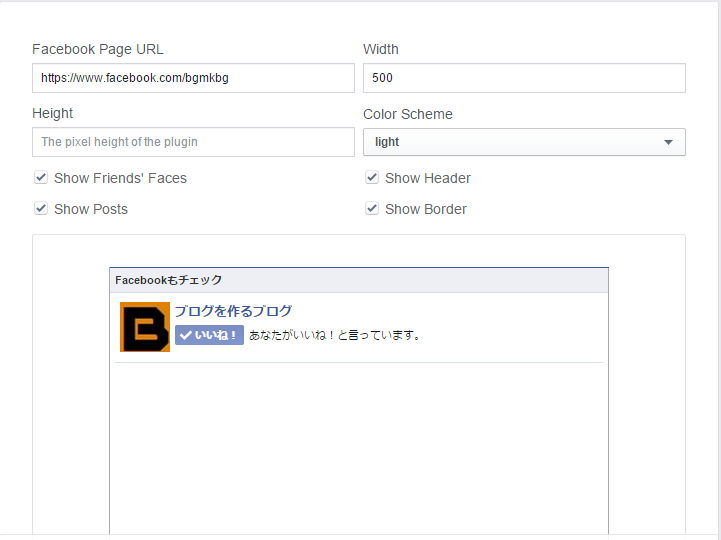 Facebook Page URL Width
https://www.facebook.com/bgmkbg 500
Height Color Scheme
The pixel height of the plugin light
Show Friends' Faces Show Header
Show Posts Show Border
Facebookもチェック
ブログを作るブログ
いいね！ あなたがいいね！と言っています。